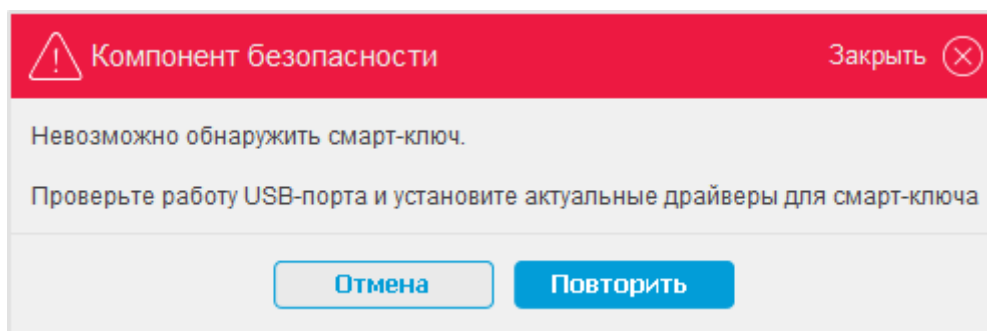 Компонент безопасности
Закрыть
Невозможно обнаружить смарт-ключ.
Проверьте работу USB-порта и установите актуальные драйверы для смарт-ключа
Отмена
Повторить